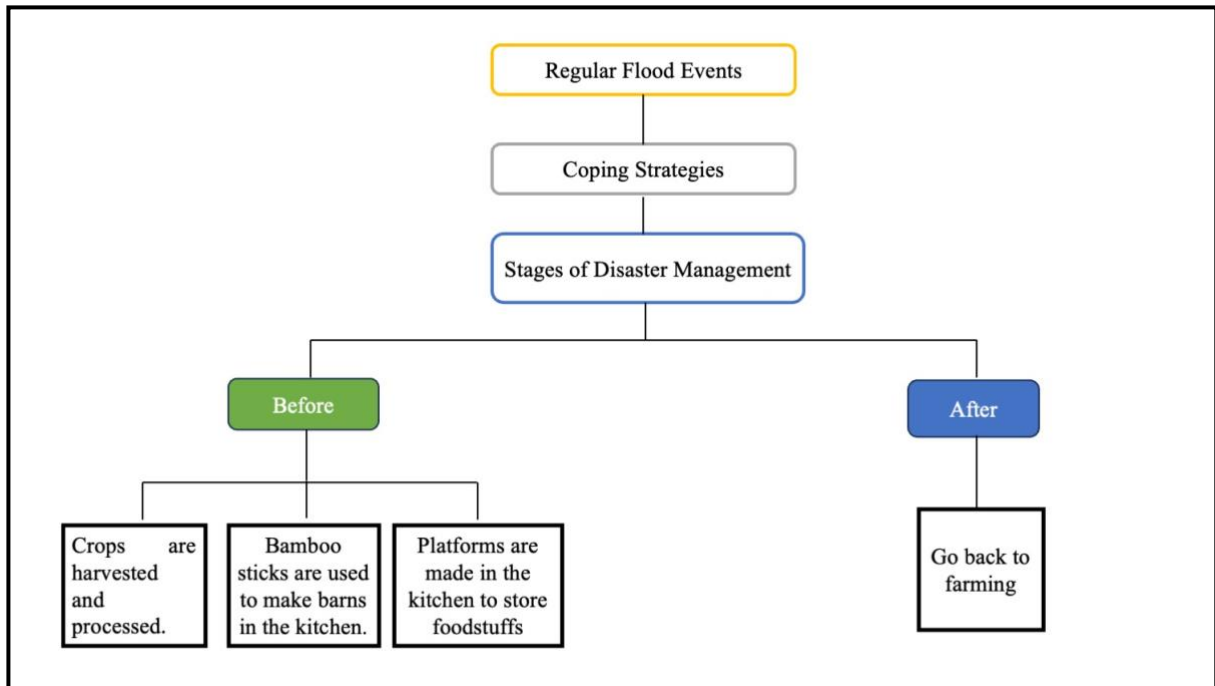 Regular Flood Events
Coping Strategies
Stages of Disaster Management
Before
After
Crops are
harvested
and
processed.
Bamboo
sticks are used
to make barns
in the kitchen.
Platforms are
made in the
kitchen to store
foodstuffs
Go back to
farming